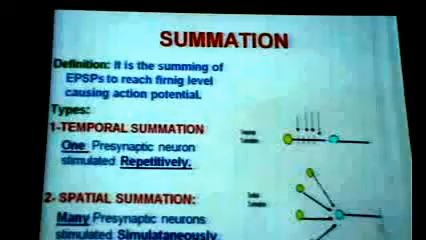 SUMMATION
Definition: It is the summing of
EPSPs to reach firnig level
causing action potential.
Types:
1-TEMPORAL SUMMATION
One Presynaptic neuron
stimulated Repetitively.
2- SPATIAL SUMMATION:
Many Presynaptic neurons
stimulated Simulataneously